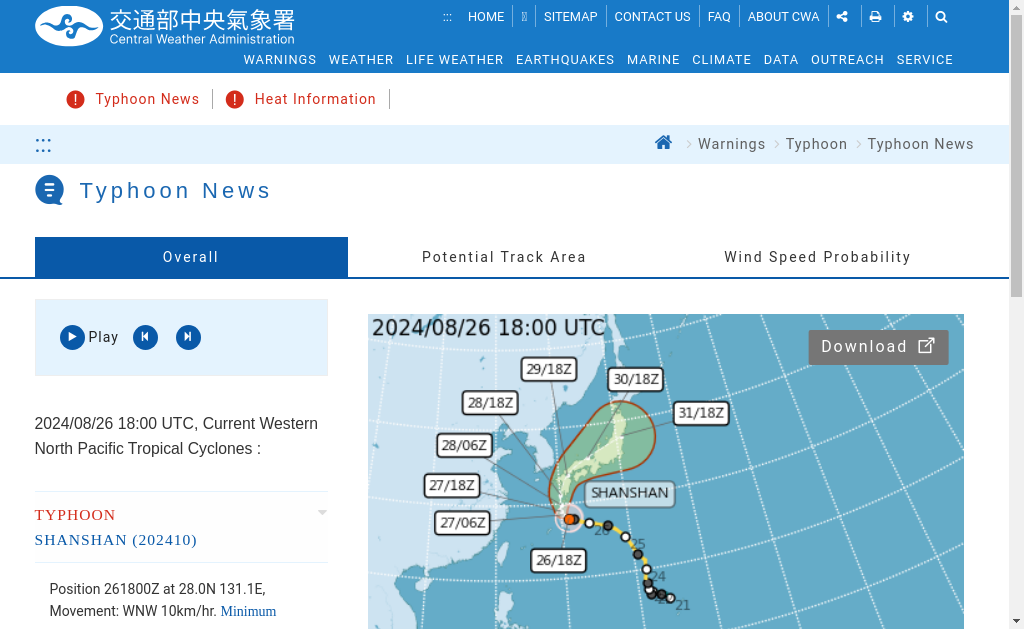 交通部中央氣象署
Central Weather Administration
::: HOME SITEMAP CONTACT US FAQ ABOUT CWA
WARNINGS WEATHER LIFE WEATHER EARTHQUAKES MARINE CLIMATE DATA OUTREACH SERVICE
Typhoon News Heat Information
:::
Warnings Typhoon Typhoon News
Typhoon News
Overall Potential Track Area Wind Speed Probability
Play
2024/08/26 18:00 UTC, Current Western
North Pacific Tropical Cyclones :
TYPHOON
SHANSHAN (202410)
Position 261800Z at 28.0N 131.1E,
Movement: WNW 10km/hr. Minimum
2024/08/26 18:00 UTC
Download
29/18Z
30/18Z
28/18Z
31/18Z
28/06Z
27/18Z
SHANSHAN
27/06Z
26
25
26/18Z
24
21